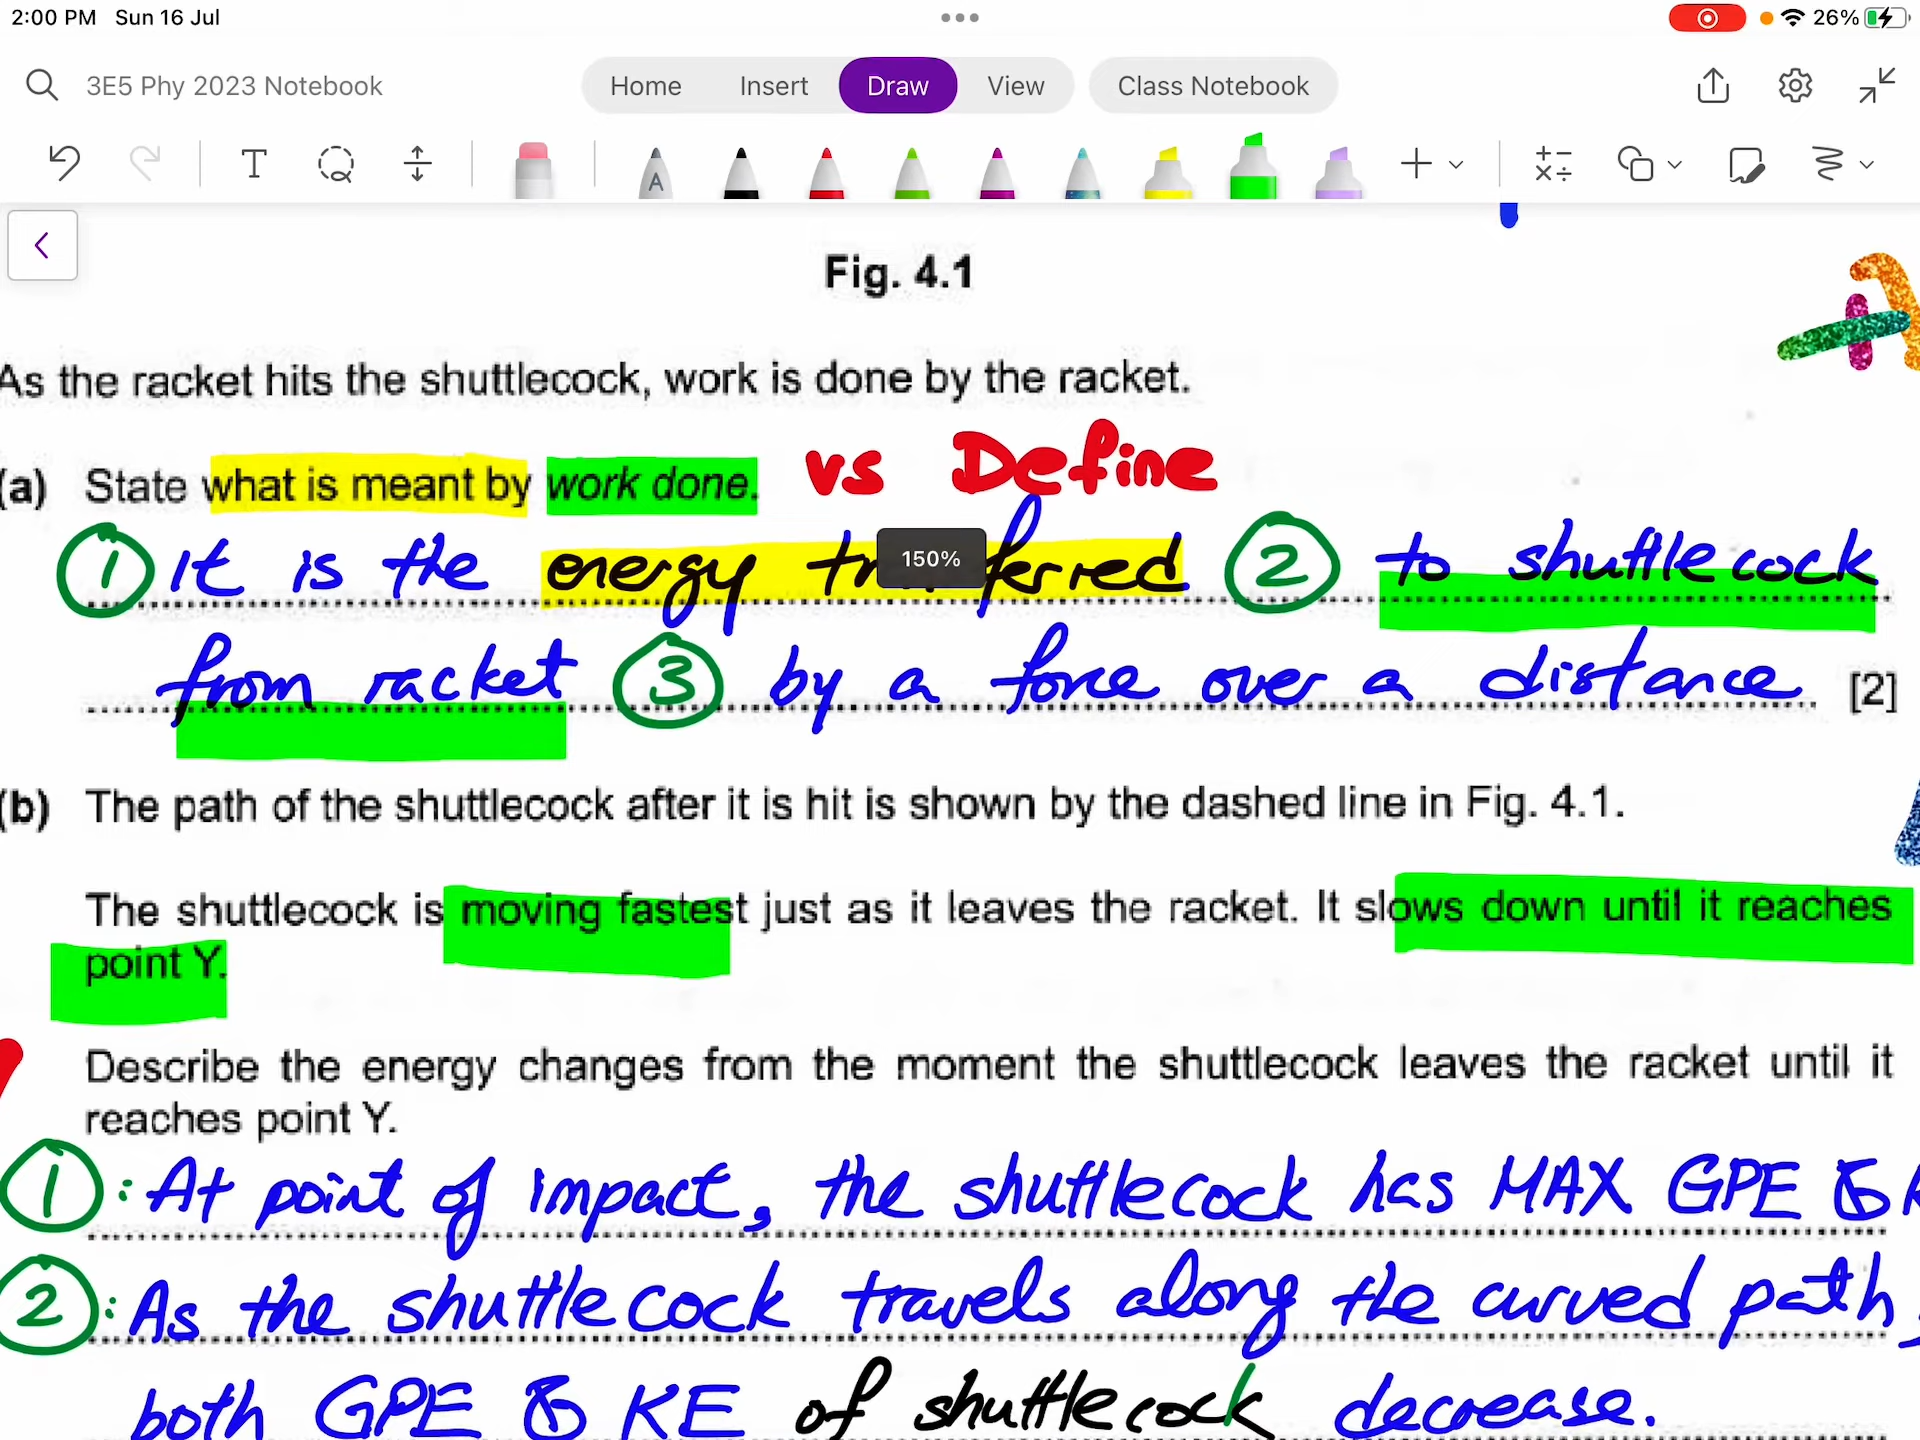 2:00 PM Sun 16 Jul
26%
3E5 Phy 2023 Notebook
Home Insert Draw View Class Notebook
Fig. 4.1
As the racket hits the shuttlecock, work is done by the racket.
(a) State what is meant by work done. vs Define
1 It is the energy transferred 2 to shuttlecock
150%
from racket 3 by a force over a distance [2]
(b) The path of the shuttlecock after it is hit is shown by the dashed line in Fig. 4.1.
The shuttlecock is moving fastest just as it leaves the racket. It slows down until it reaches
point Y.
Describe the energy changes from the moment the shuttlecock leaves the racket until it
reaches point Y.
1: At point of impact, the shuttlecock has MAX GPE &
2: As the shuttlecock travels along the curved path,
both GPE & KE of shuttlecock decrease.